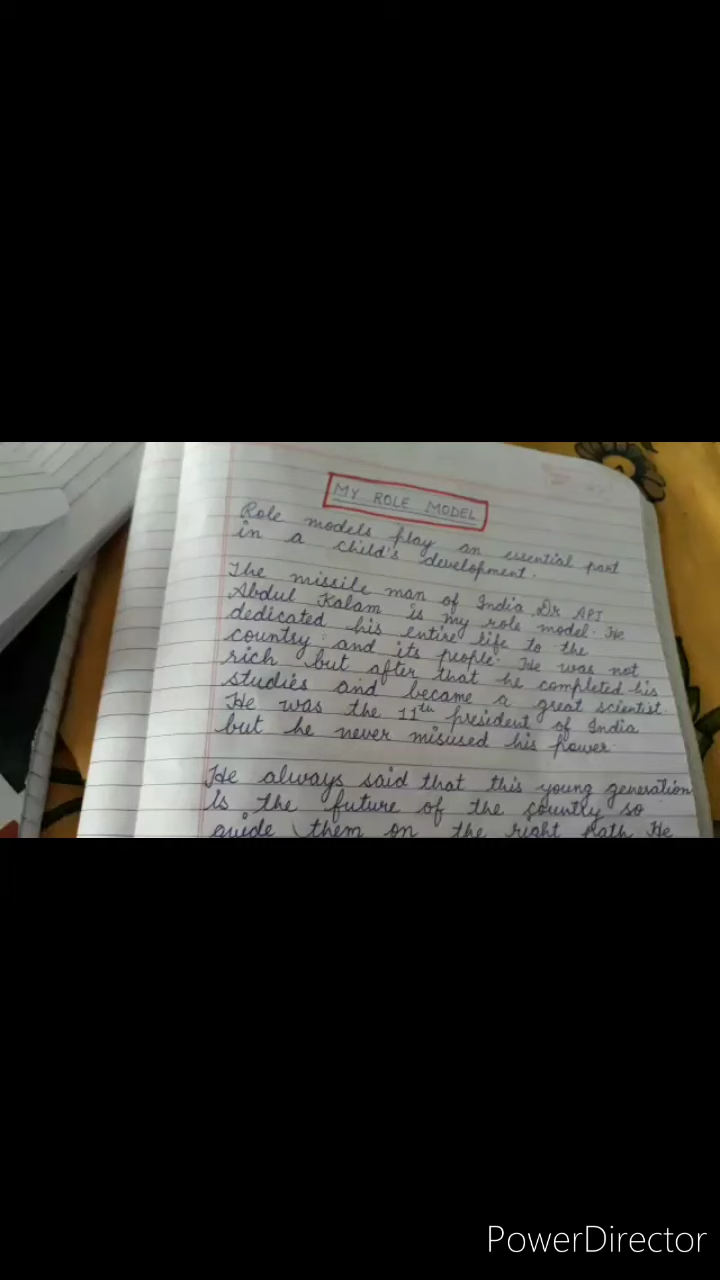 MY ROLE MODEL
Role models play an essential part
in a child's development.
The missile man of India Dr API
Abdul Kalam is my role model. He
dedicated his entire life to the
country and its people. He was not
rich but after that he completed his
studies and became a great scientist.
He was the 11th president of India
but he never misused his power.
He always said that this young generation
is the future of the country so
guide them on the right path He
PowerDirector